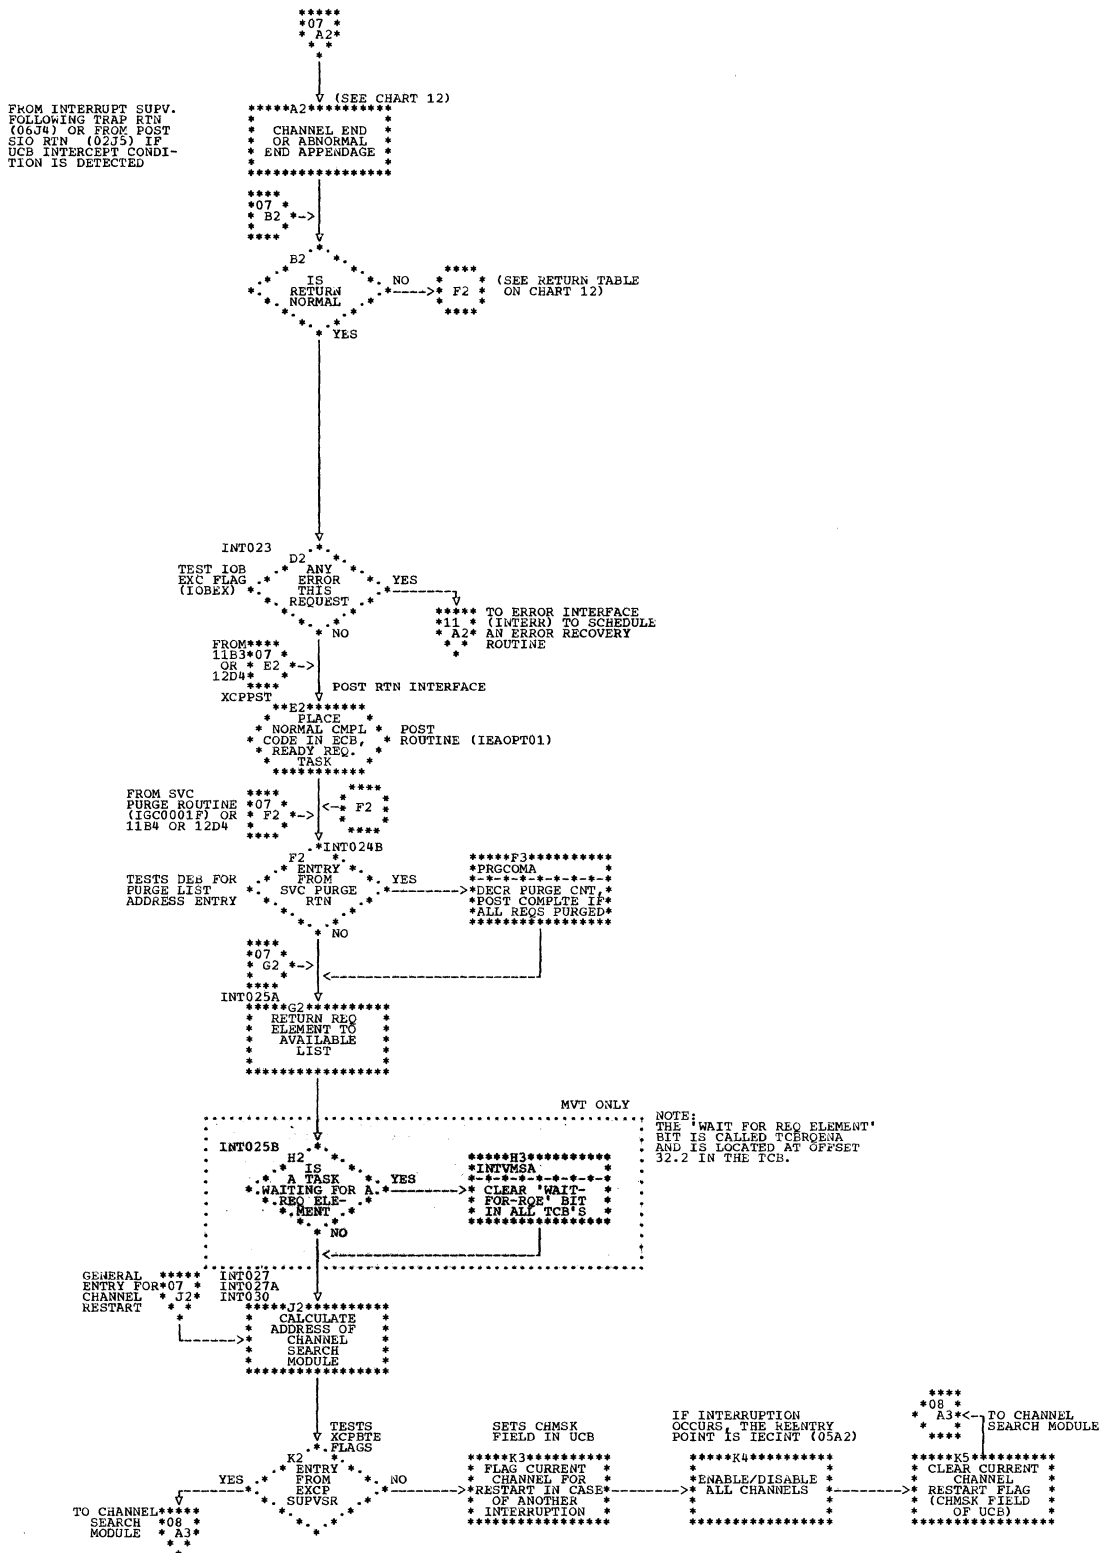 07
A2
(SEE CHART 12)
FROM INTERRUPT SUPV.
FOLLOWING TRAP RTN
(06J4) OR FROM POST
SIO RTN (02J5) IF
UCB INTERCEPT CONDI-
TION IS DETECTED
A2
CHANNEL END
OR ABNORMAL
END APPENDAGE
07
B2
B2
IS
RETURN
NORMAL
NO
YES
F2
(SEE RETURN TABLE
ON CHART 12)
INT023
TEST IOB
EXC FLAG
(IOBEX)
D2
ANY
ERROR
THIS
REQUEST
YES
NO
11
A2
TO ERROR INTERFACE
(INTERR) TO SCHEDULE
AN ERROR RECOVERY
ROUTINE
FROM
11B3
OR
12D4
07
E2
POST RTN INTERFACE
XCPPST
E2
PLACE
NORMAL CMPL
CODE IN ECB,
READY REQ.
TASK
POST
ROUTINE (IEAOPT01)
FROM SVC
PURGE ROUTINE
(IGC0001F) OR
11B4 OR 12D4
07
F2
F2
INT024B
TESTS DEB FOR
PURGE LIST
ADDRESS ENTRY
F2
ENTRY
FROM
SVC PURGE
RTN
YES
NO
F3
PRGCOMA
DECR PURGE CNT,
POST COMPLTE IF
ALL REQS PURGED
07
G2
INT025A
G2
RETURN REQ
ELEMENT TO
AVAILABLE
LIST
MVT ONLY
NOTE:
THE 'WAIT FOR REQ ELEMENT'
BIT IS CALLED TCBRQENA
AND IS LOCATED AT OFFSET
32.2 IN THE TCB.
INT025B
H2
IS
A TASK
WAITING FOR A
REQ ELE-
MENT
YES
NO
H3
INTVMSA
CLEAR 'WAIT-
FOR-RQE' BIT
IN ALL TCB'S
GENERAL
ENTRY FOR
CHANNEL
RESTART
07
J2
INT027
INT027A
INT030
J2
CALCULATE
ADDRESS OF
CHANNEL
SEARCH
MODULE
TESTS
XCPBTE
FLAGS
K2
ENTRY
FROM
EXCP
SUPVSR
YES
NO
TO CHANNEL
SEARCH
MODULE
08
A3
SETS CHMSK
FIELD IN UCB
K3
FLAG CURRENT
CHANNEL FOR
RESTART IN CASE
OF ANOTHER
INTERRUPTION
IF INTERRUPTION
OCCURS, THE REENTRY
POINT IS IECINT (05A2)
K4
ENABLE/DISABLE
ALL CHANNELS
08
A3
TO CHANNEL
SEARCH MODULE
K5
CLEAR CURRENT
CHANNEL
RESTART FLAG
(CHMSK FIELD
OF UCB)